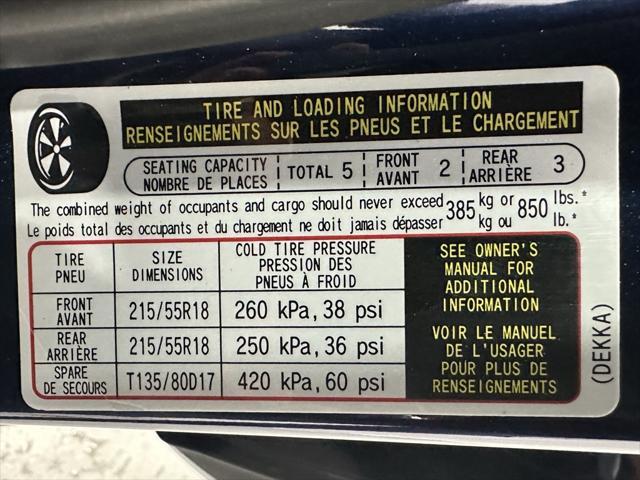 TIRE AND LOADING INFORMATION
RENSEIGNEMENTS SUR LES PNEUS ET LE CHARGEMENT
SEATING CAPACITY
NOMBRE DE PLACES
TOTAL 5
FRONT
AVANT
2
REAR
ARRIÈRE
3
The combined weight of occupants and cargo should never exceed 385 kg or 850 lbs.*
Le poids total des occupants et du chargement ne doit jamais dépasser kg ou lb.*
TIRE
PNEU
SIZE
DIMENSIONS
COLD TIRE PRESSURE
PRESSION DES
PNEUS À FROID
FRONT
AVANT
215/55R18
260 kPa, 38 psi
REAR
ARRIÈRE
215/55R18
250 kPa, 36 psi
SPARE
DE SECOURS
T135/80D17
420 kPa, 60 psi
SEE OWNER'S
MANUAL FOR
ADDITIONAL
INFORMATION
VOIR LE MANUEL
DE L'USAGER
POUR PLUS DE
RENSEIGNEMENTS
(DEKKA)